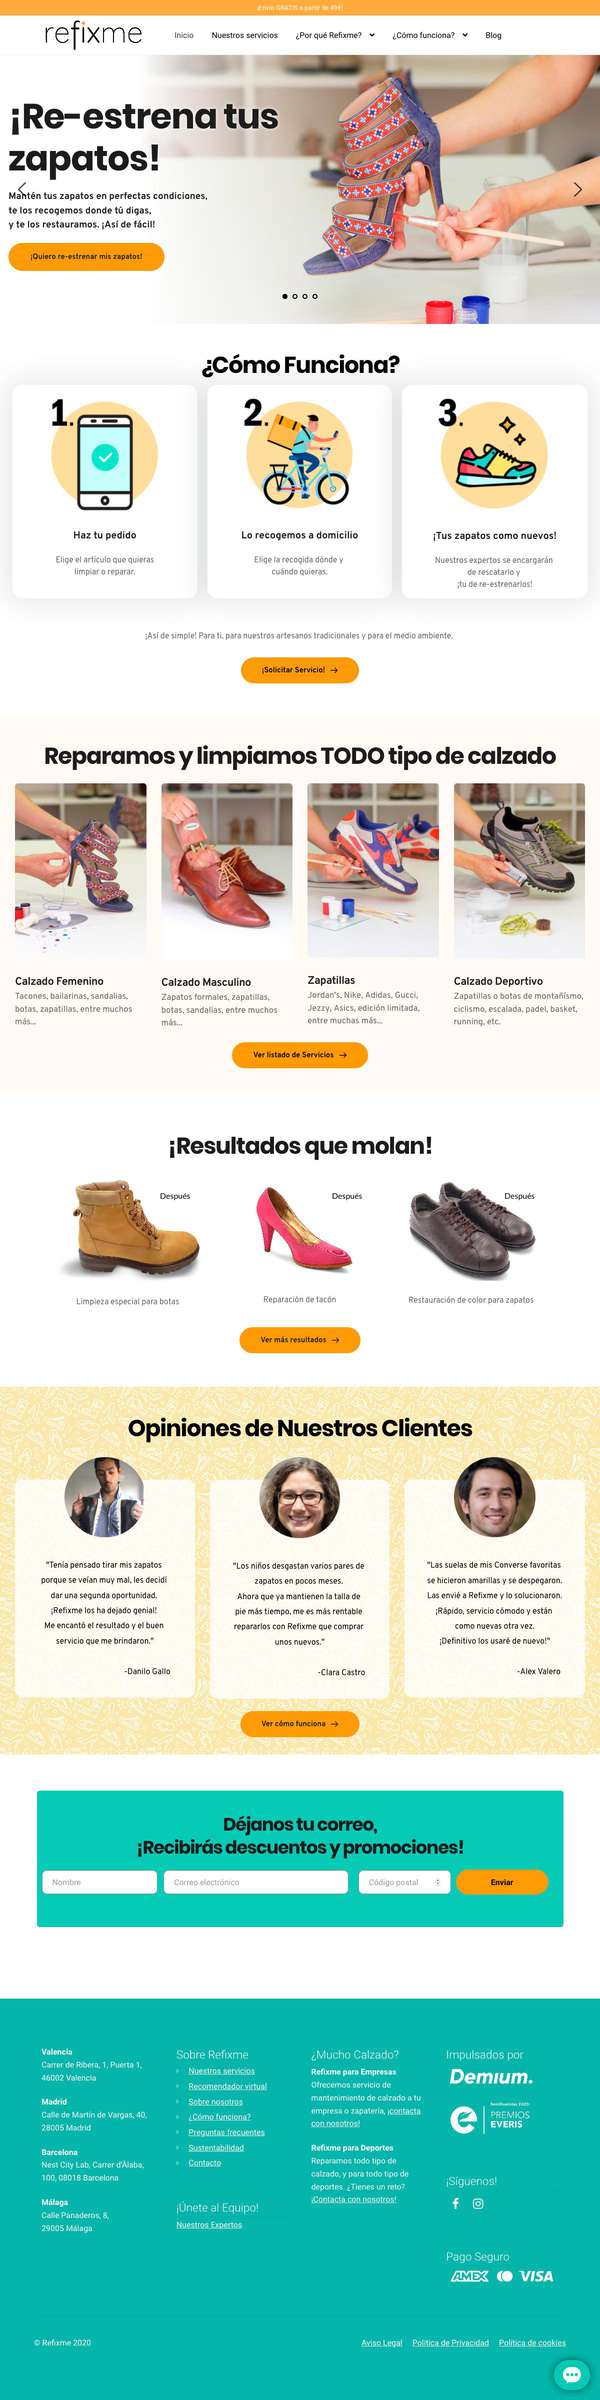 ¡Envío GRATIS a partir de 49€!
refixme
Inicio
Nuestros servicios
¿Por qué Refixme?
¿Cómo funciona?
Blog
¡Re-estrena tus
zapatos!
Mantén tus zapatos en perfectas condiciones,
te los recogemos donde tú digas,
y te los restauramos. ¡Así de fácil!
¡Quiero re-estrenar mis zapatos!
¿Cómo Funciona?
1.
Haz tu pedido
Elige el artículo que quieras
limpiar o reparar.
2.
Lo recogemos a domicilio
Elige la recogida dónde y
cuándo quieras.
3.
¡Tus zapatos como nuevos!
Nuestros expertos se encargarán
de rescatarlo y
¡tu de re-estrenarlos!
¡Así de simple! Para ti, para nuestros artesanos tradicionales y para el medio ambiente.
¡Solicitar Servicio!
Reparamos y limpiamos TODO tipo de calzado
Calzado Femenino
Tacones, bailarinas, sandalias,
botas, zapatillas, entre muchos
más...
Calzado Masculino
Zapatos formales, zapatillas,
botas, sandalias, entre muchos
más...
Zapatillas
Jordan's, Nike, Adidas, Gucci,
Jezzy, Asics, edición limitada,
entre muchas más...
Calzado Deportivo
Zapatillas o botas de montañísmo,
ciclismo, escalada, padel, basket,
running, etc.
Ver listado de Servicios
¡Resultados que molan!
Después
Limpieza especial para botas
Después
Reparación de tacón
Después
Restauración de color para zapatos
Ver más resultados
Opiniones de Nuestros Clientes
"Tenía pensado tirar mis zapatos
porque se veían muy mal, les decidí
dar una segunda oportunidad.
¡Refixme los ha dejado genial!
Me encantó el resultado y el buen
servicio que me brindaron."
-Danilo Gallo
"Los niños desgastan varios pares de
zapatos en pocos meses.
Ahora que ya mantienen la talla de
pie más tiempo, me es más rentable
repararlos con Refixme que comprar
unos nuevos."
-Clara Castro
"Las suelas de mis Converse favoritas
se hicieron amarillas y se despegaron.
Las envié a Refixme y lo solucionaron.
¡Rápido, servicio cómodo y están
como nuevas otra vez.
¡Definitivo los usaré de nuevo!"
-Alex Valero
Ver cómo funciona
Déjanos tu correo,
¡Recibirás descuentos y promociones!
Nombre
Correo electrónico
Código postal
Enviar
Valencia
Carrer de Ribera, 1, Puerta 1,
46002 Valencia
Madrid
Calle de Martín de Vargas, 40,
28005 Madrid
Barcelona
Nest City Lab, Carrer d'Àlaba,
100, 08018 Barcelona
Málaga
Calle Panaderos, 8,
29005 Málaga
Sobre Refixme
Nuestros servicios
Recomendador virtual
Sobre nosotros
¿Cómo funciona?
Preguntas frecuentes
Sustentabilidad
Contacto
¡Únete al Equipo!
Nuestros Expertos
¿Mucho Calzado?
Refixme para Empresas
Ofrecemos servicio de
mantenimiento de calzado a tu
empresa o zapatería, ¡contacta
con nosotros!
Refixme para Deportes
Reparamos todo tipo de
calzado, y para todo tipo de
deportes. ¿Tienes un reto?
¡Contacta con nosotros!
Impulsados por
Demium.
Semifinalistas 2020
PREMIOS
EVERIS
¡Síguenos!
Pago Seguro
AMEX
VISA
© Refixme 2020
Aviso Legal
Política de Privacidad
Política de cookies